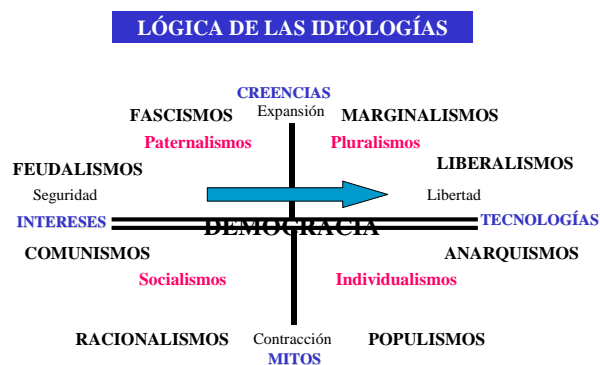 LÓGICA DE LAS IDEOLOGÍAS
CREENCIAS
FASCISMOS Expansión MARGINALISMOS
Paternalismos Pluralismos
FEUDALISMOS LIBERALISMOS
Seguridad Libertad
INTERESES DEMOCRACIA TECNOLOGÍAS
COMUNISMOS ANARQUISMOS
Socialismos Individualismos
RACIONALISMOS Contracción POPULISMOS
MITOS